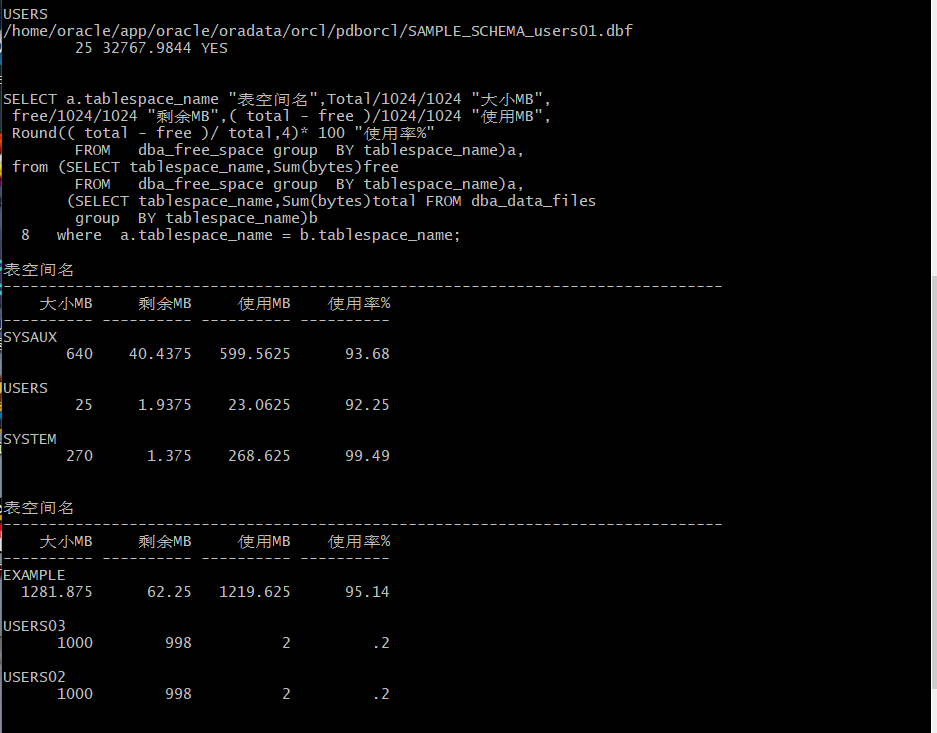 USERS
/home/oracle/app/oracle/oradata/orcl/pdborcl/SAMPLE_SCHEMA_users01.dbf
        25 32767.9844 YES
SELECT a.tablespace_name "表空间名",Total/1024/1024 "大小MB",
 free/1024/1024 "剩余MB",( total - free )/1024/1024 "使用MB",
 Round(( total - free )/ total,4)* 100 "使用率%"
        FROM   dba_free_space group  BY tablespace_name)a,
 from (SELECT tablespace_name,Sum(bytes)free
        FROM   dba_free_space group  BY tablespace_name)a,
       (SELECT tablespace_name,Sum(bytes)total FROM dba_data_files
        group  BY tablespace_name)b
  8   where  a.tablespace_name = b.tablespace_name;
表空间名
--------------------------------------------------------------------------------
    大小MB     剩余MB     使用MB    使用率%
---------- ---------- ---------- ----------
SYSAUX
       640    40.4375   599.5625      93.68
USERS
        25     1.9375    23.0625      92.25
SYSTEM
       270      1.375    268.625      99.49
表空间名
--------------------------------------------------------------------------------
    大小MB     剩余MB     使用MB    使用率%
---------- ---------- ---------- ----------
EXAMPLE
  1281.875      62.25   1219.625      95.14
USERS03
      1000        998          2         .2
USERS02
      1000        998          2         .2